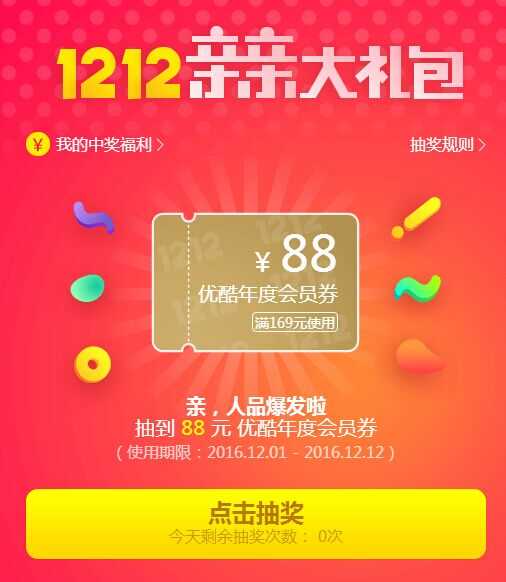 1212亲亲大礼包
¥ 我的中奖福利
抽奖规则
1212
1212
¥ 88
优酷年度会员券
满169元使用
亲，人品爆发啦
抽到 88 元 优酷年度会员券
（使用期限：2016.12.01 - 2016.12.12）
点击抽奖
今天剩余抽奖次数： 0次